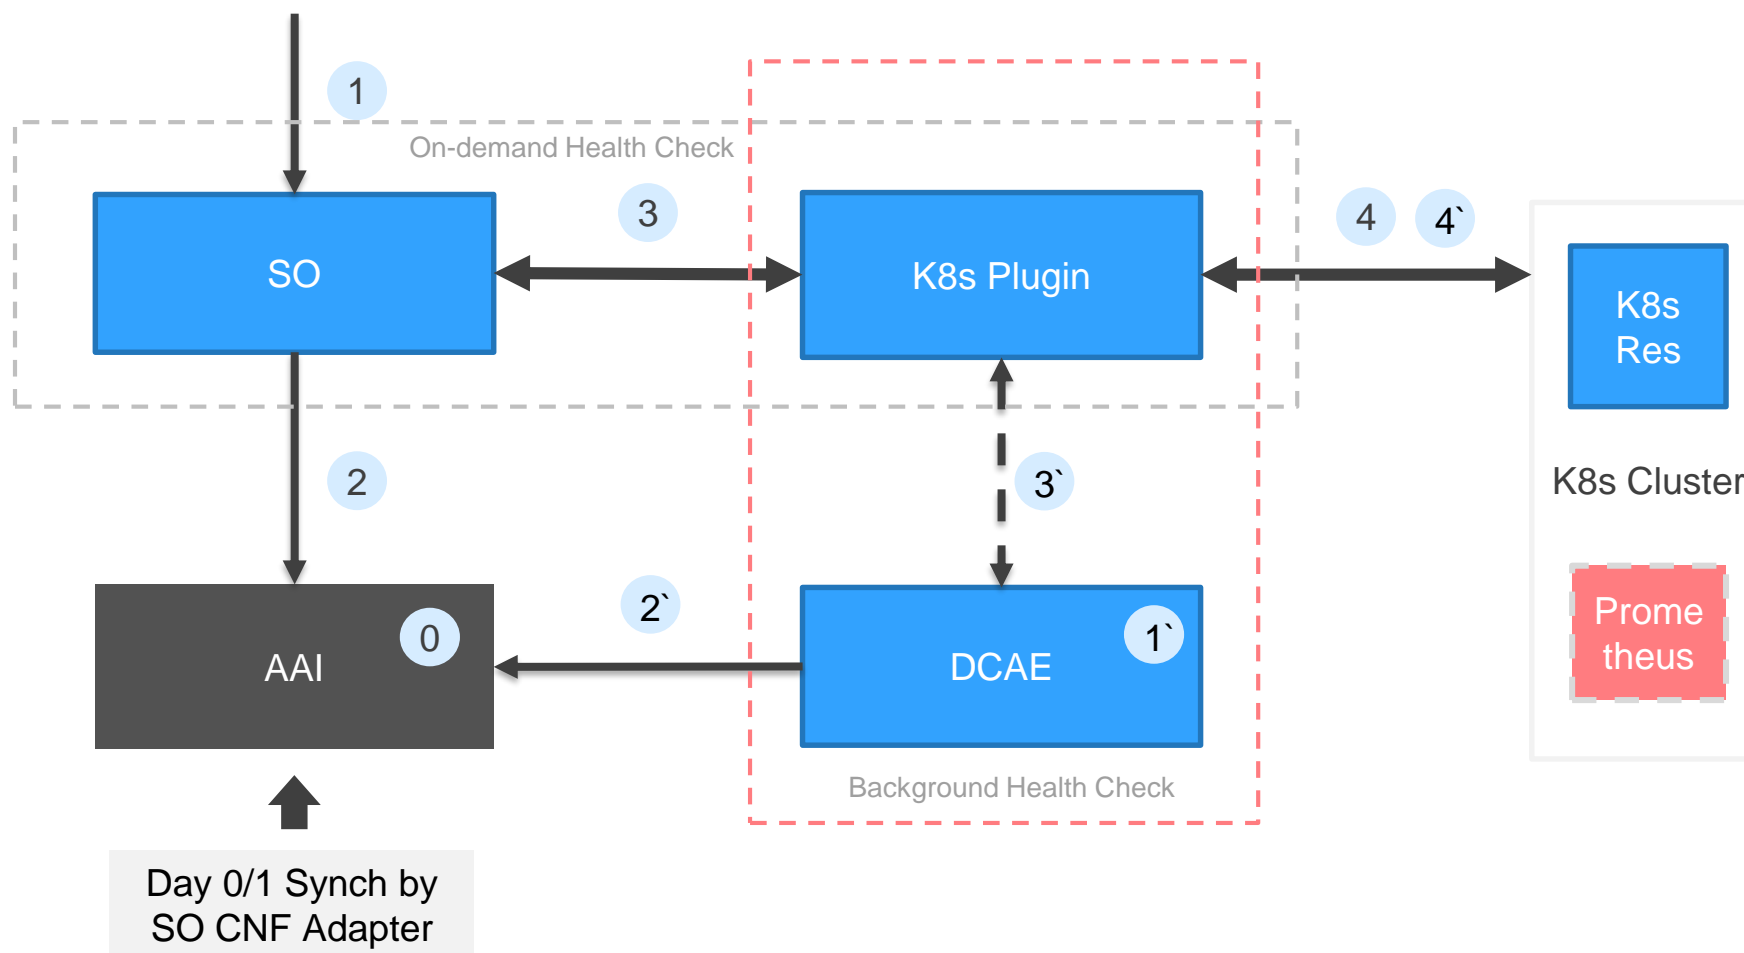 1
On-demand Health Check
SO
3
K8s Plugin
4
4`
K8s
Res
2
3`
K8s Cluster
AAI
0
2`
DCAE
1`
Prome
theus
Background Health Check
Day 0/1 Synch by
SO CNF Adapter